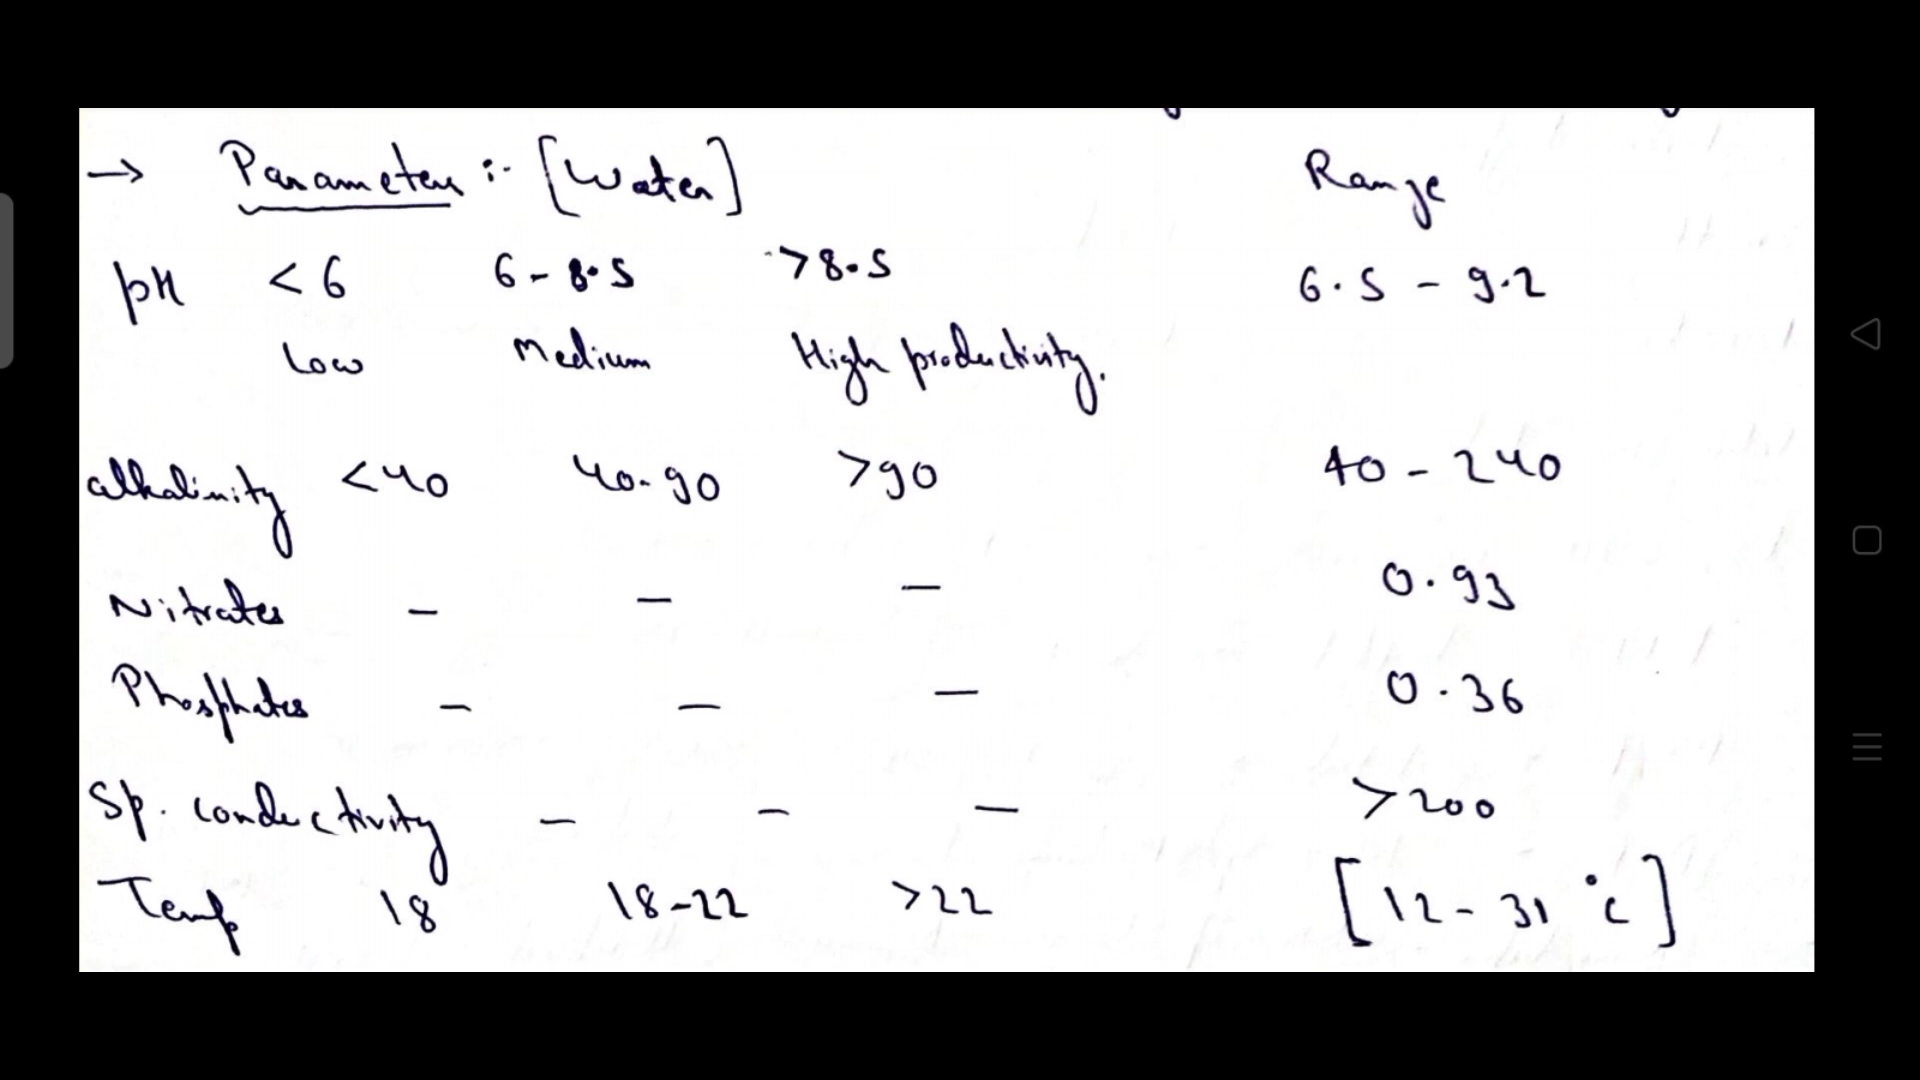 → Parameters :- [Water] Range
pH < 6 6 - 8.5 > 8.5 6.5 - 9.2
Low Medium High productivity.
alkalinity < 40 40-90 > 90 40 - 240
Nitrates - - - 0.93
Phosphates - - - 0.36
Sp. conductivity - - - > 200
Temp 18 18-22 > 22 [12 - 31 °c]